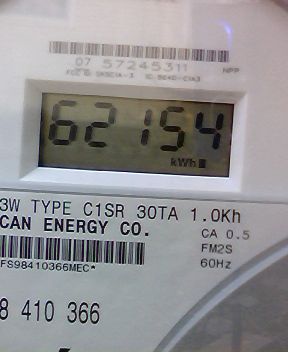 07 57245311 NPP
62154
kWh
3W TYPE C1SR 30TA 1.0Kh
CAN ENERGY CO.
CA 0.5
FM2S
60Hz
FS98410366MEC*
8 410 366